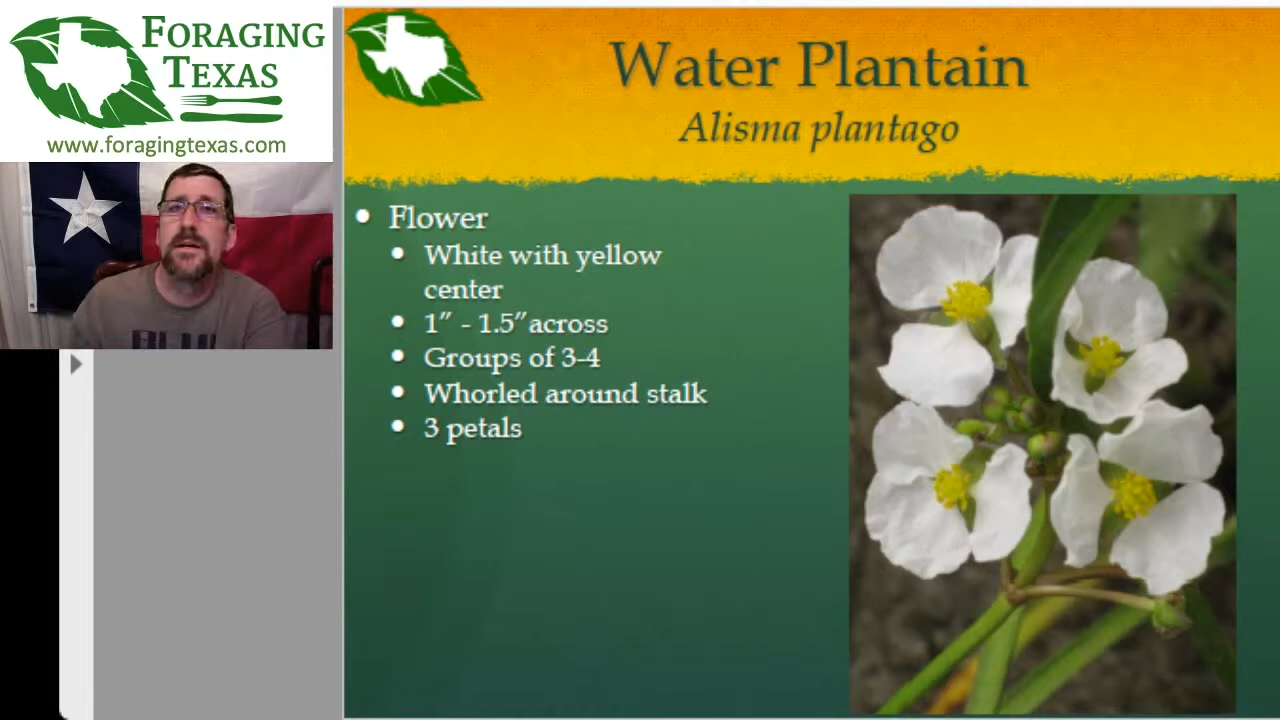 FORAGING
TEXAS
www.foragingtexas.com
Water Plantain
Alisma plantago
• Flower
• White with yellow
center
• 1” - 1.5”across
• Groups of 3-4
• Whorled around stalk
• 3 petals